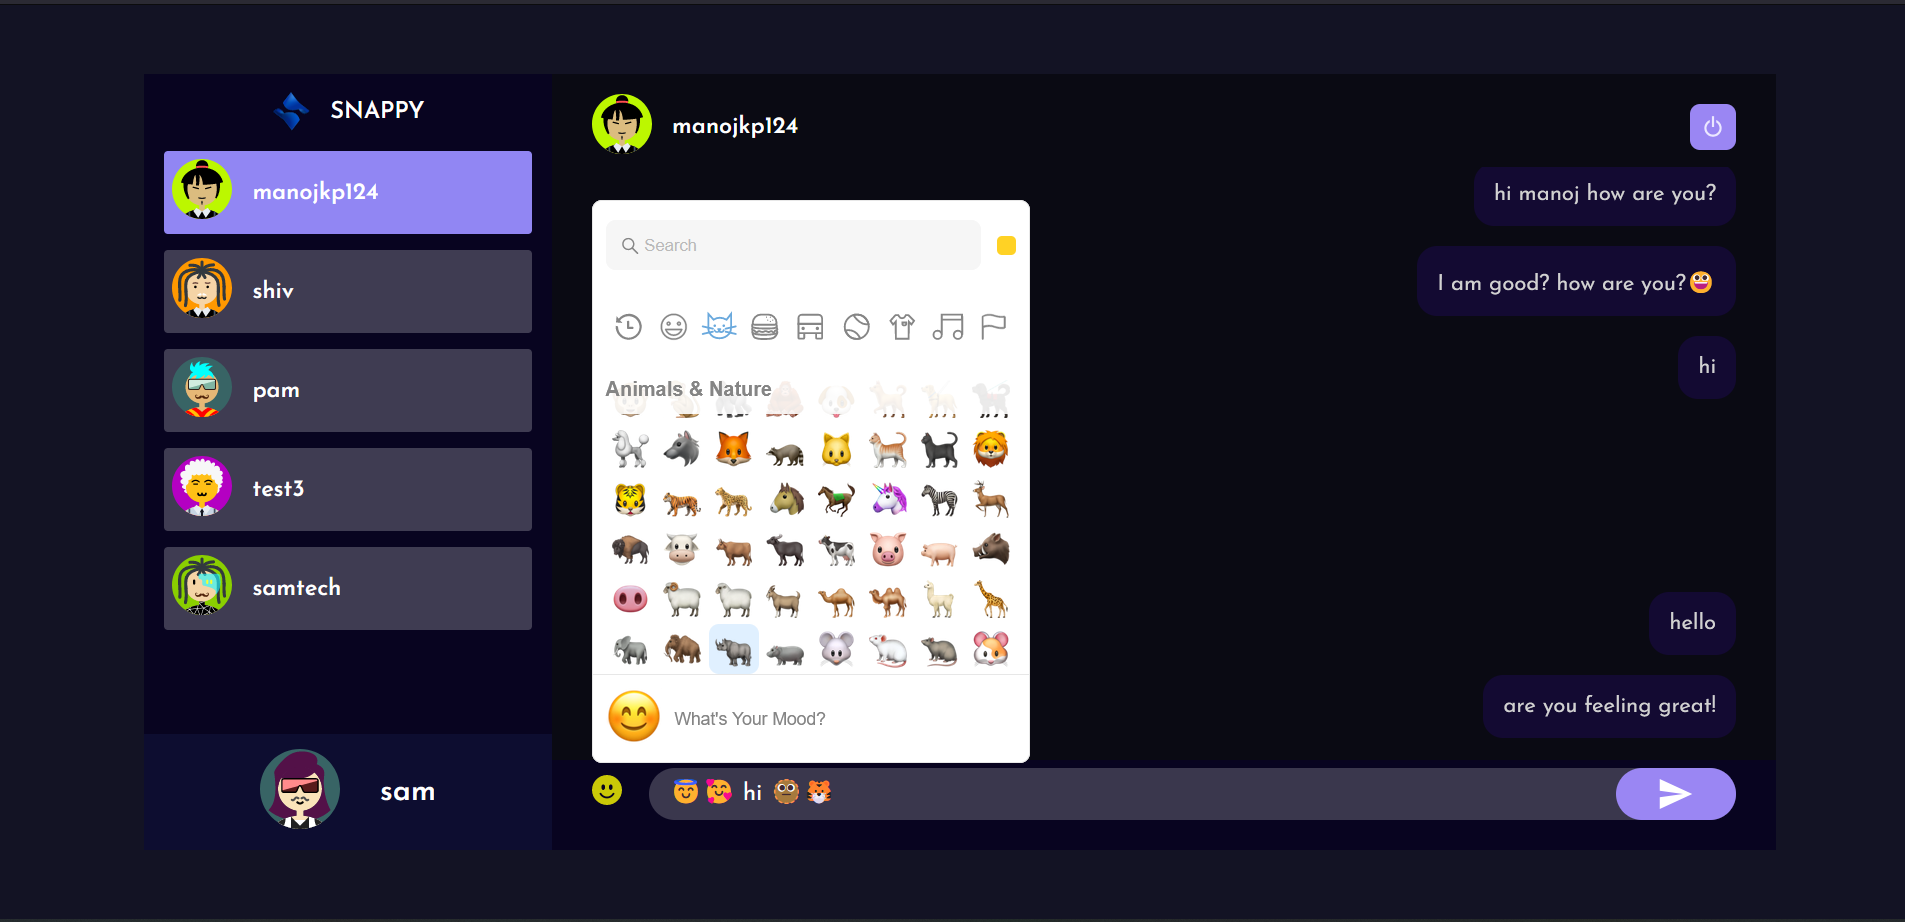 SNAPPY
manojkp124
shiv
pam
test3
samtech
sam
manojkp124
hi manoj how are you?
I am good? how are you?😀
hi
hello
are you feeling great!
Search
Animals & Nature
What's Your Mood?
😇 🥰 hi 🦁 🐯